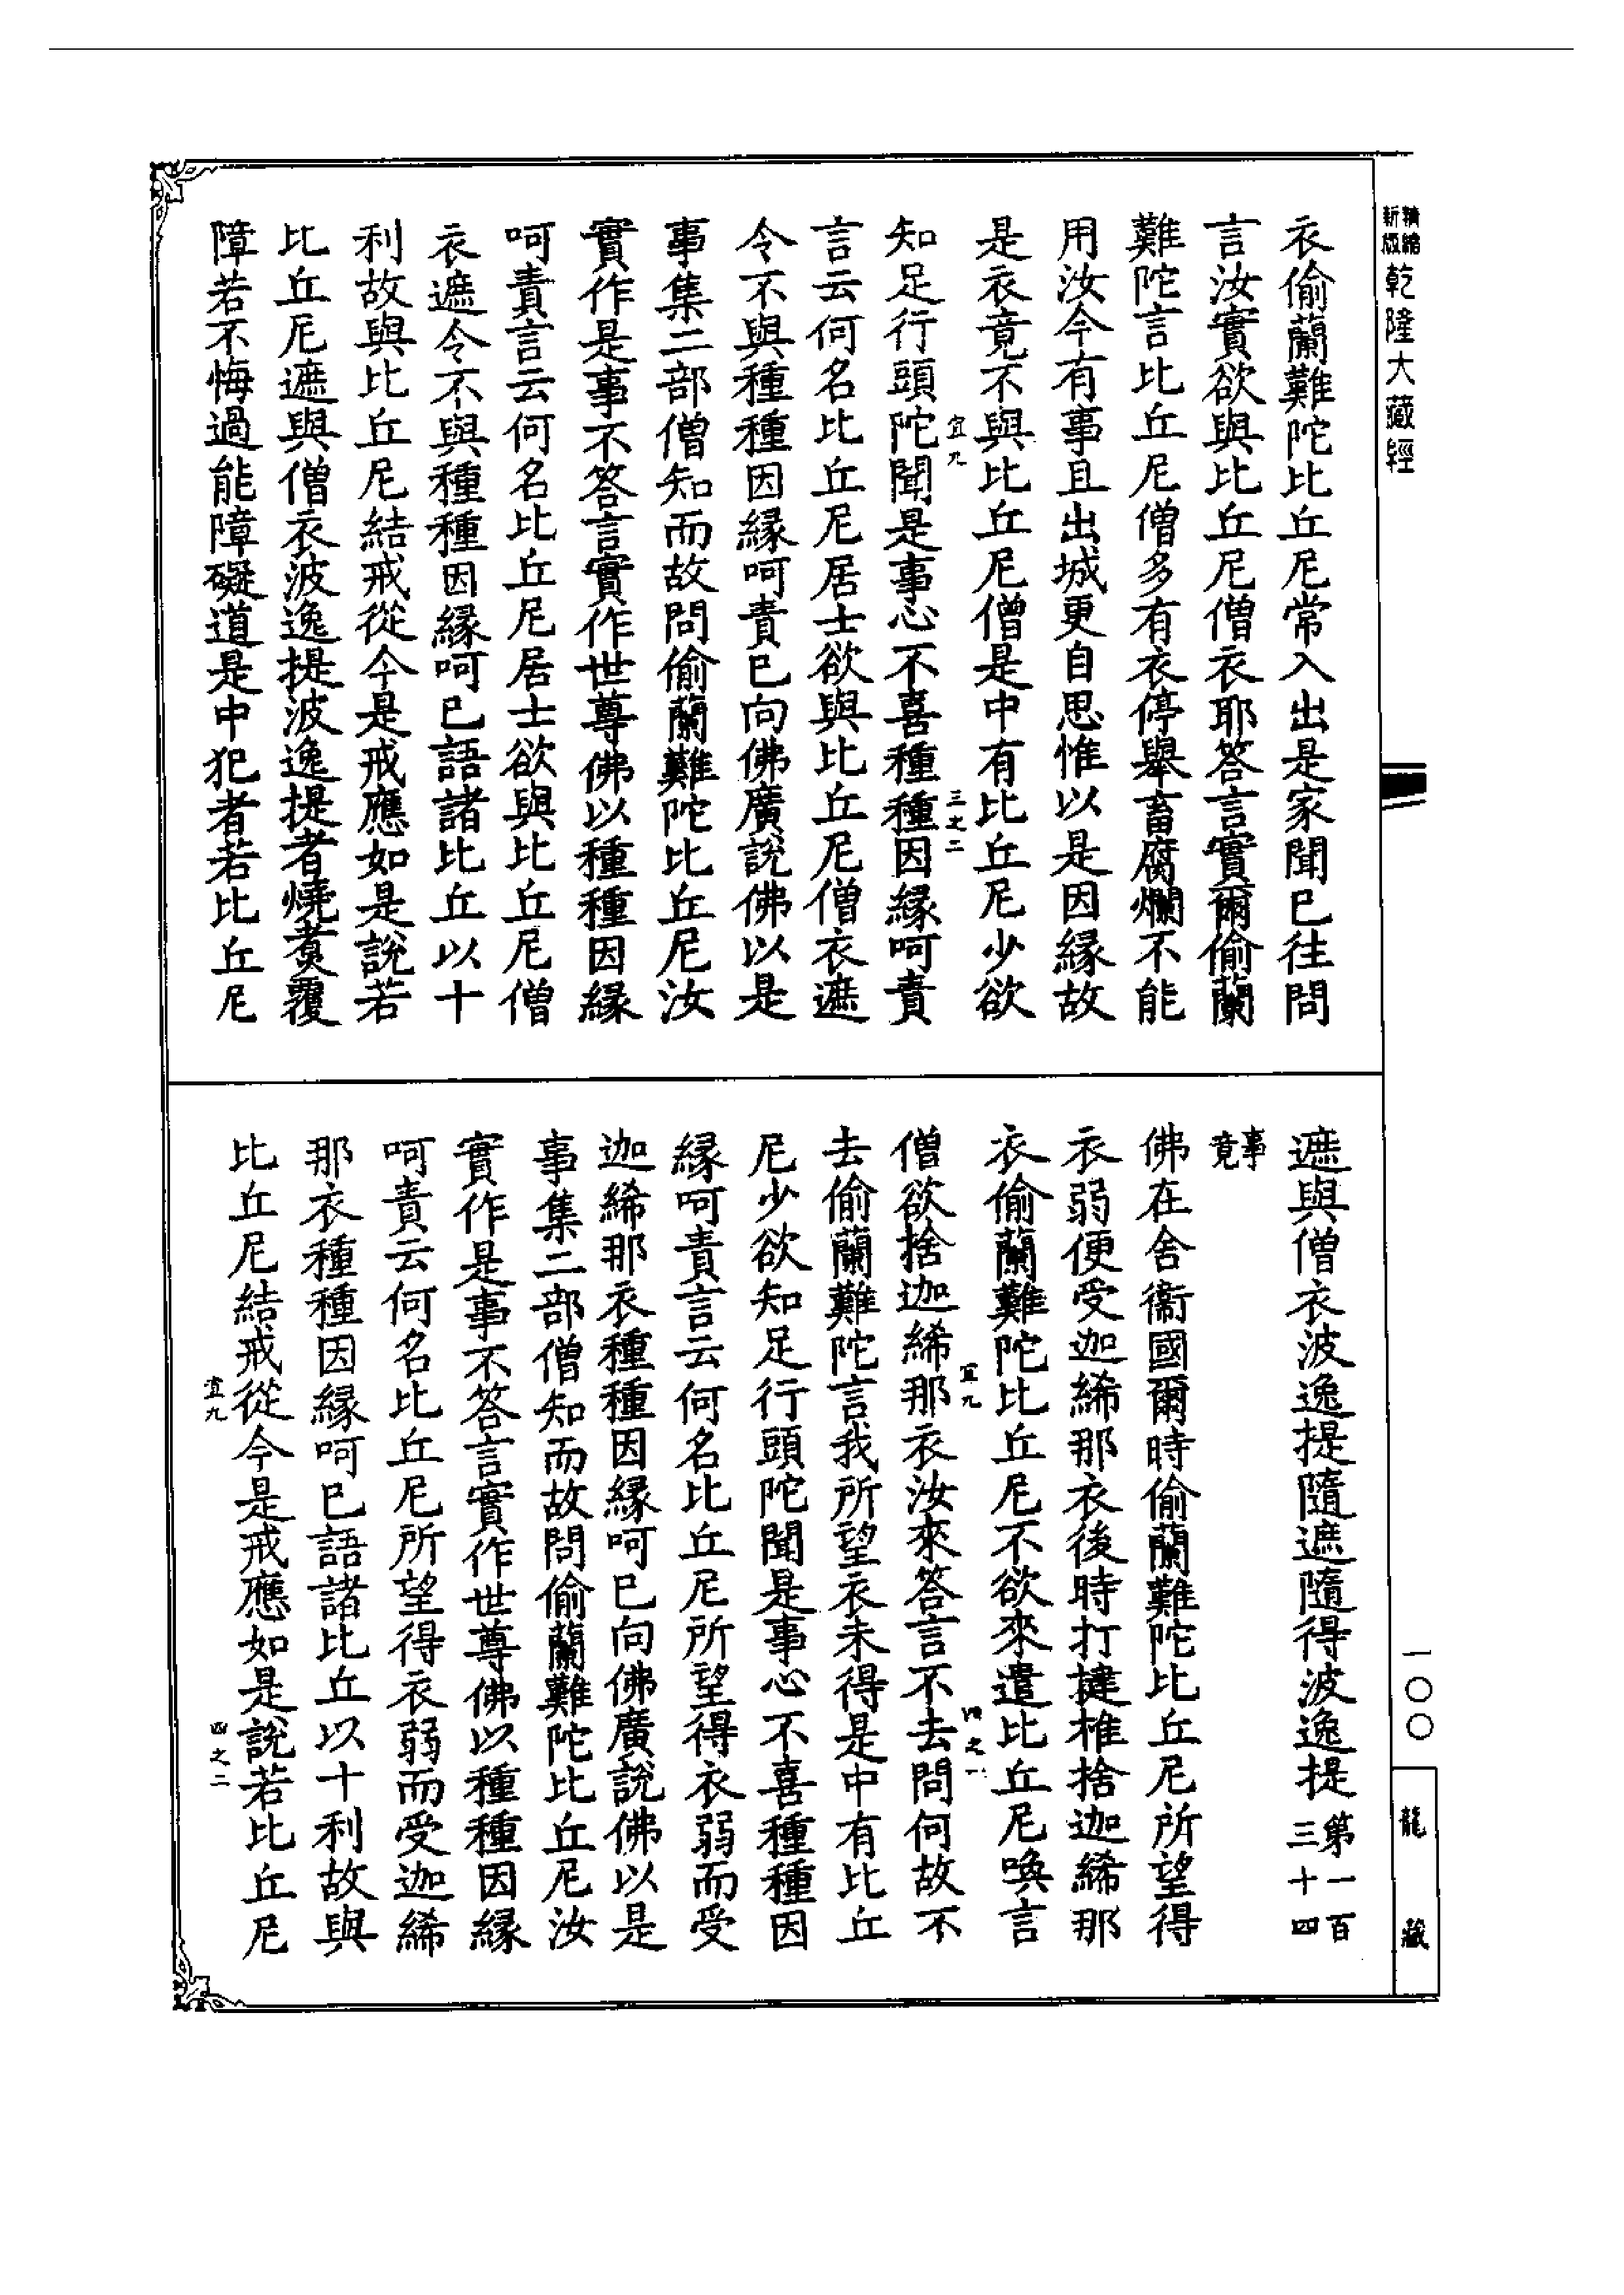 精縮
新版
乾隆大藏經
衣偷蘭難陀比丘尼常入出是家聞已往問
言汝實欲與比丘尼僧衣耶答言實爾偷蘭
難陀言比丘尼僧多有衣停舉畜腐爛不能
用汝今有事且出城更自思惟以是因緣故
是衣竟不與比丘尼僧是中有比丘尼少欲
宜九
三之二
知足行頭陀聞是事心不喜種種因緣呵責
言云何名比丘尼居士欲與比丘尼僧衣遮
令不與種種因緣呵責已向佛廣說佛以是
事集二部僧知而故問偷蘭難陀比丘尼汝
實作是事不答言實作世尊佛以種種因緣
呵責言云何名比丘尼居士欲與比丘尼僧
衣遮令不與種種因緣呵已語諸比丘以十
利故與比丘尼結戒從今是戒應如是說若
比丘尼遮與僧衣波逸提波逸提者燒煑覆
障若不悔過能障礙道是中犯者若比丘尼
遮與僧衣波逸提隨遮隨得波逸提第一百
三十四
事
竟
佛在舍衞國爾時偷蘭難陀比丘尼所望得
衣弱便受迦絺那衣後時打揵椎捨迦絺那
衣偷蘭難陀比丘尼不欲來遣比丘尼喚言
宜九
四之一
僧欲捨迦絺那衣汝來答言不去問何故不
去偷蘭難陀言我所望衣未得是中有比丘
尼少欲知足行頭陀聞是事心不喜種種因
緣呵責言云何名比丘尼所望得衣弱而受
迦絺那衣種種因緣呵已向佛廣說佛以是
事集二部僧知而故問偷蘭難陀比丘尼汝
實作是事不答言實作世尊佛以種種因緣
呵責云何名比丘尼所望得衣弱而受迦絺
那衣種種因緣呵已語諸比丘以十利故與
比丘尼結戒從今是戒應如是說若比丘尼
宜九
四之二
一〇〇
龍藏